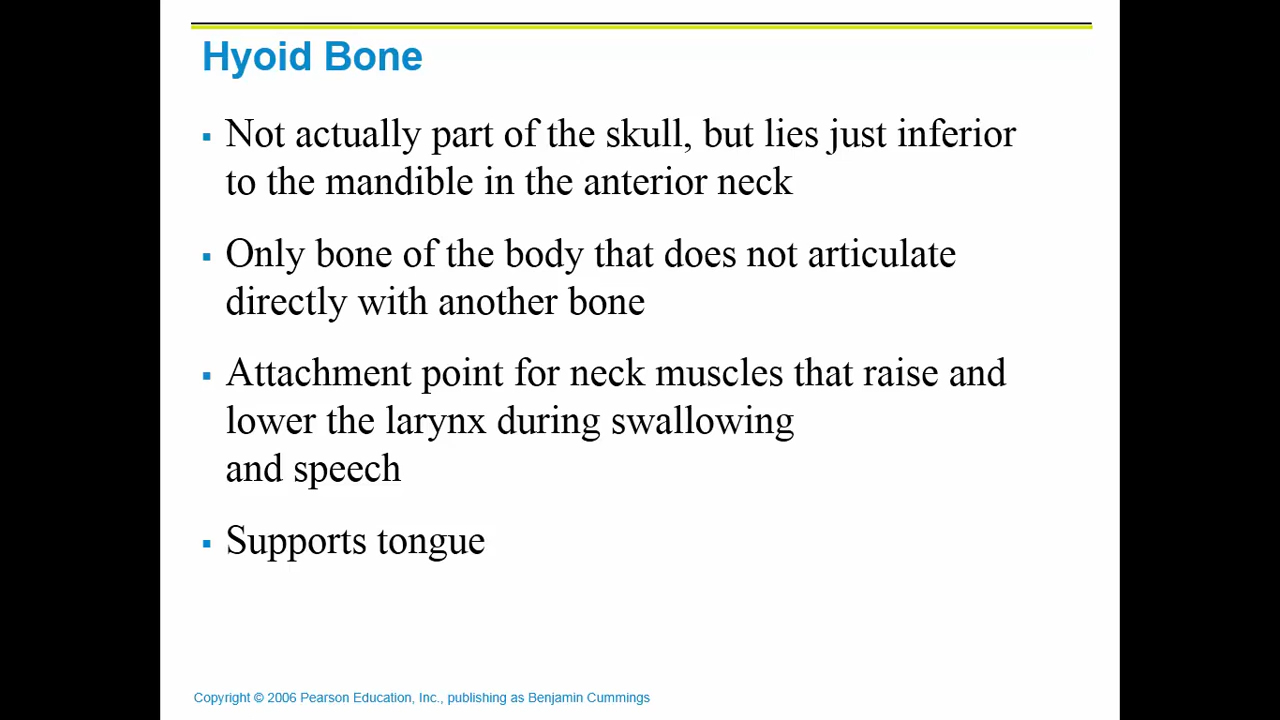 Hyoid Bone
▪ Not actually part of the skull, but lies just inferior
to the mandible in the anterior neck
▪ Only bone of the body that does not articulate
directly with another bone
▪ Attachment point for neck muscles that raise and
lower the larynx during swallowing
and speech
▪ Supports tongue
Copyright © 2006 Pearson Education, Inc., publishing as Benjamin Cummings